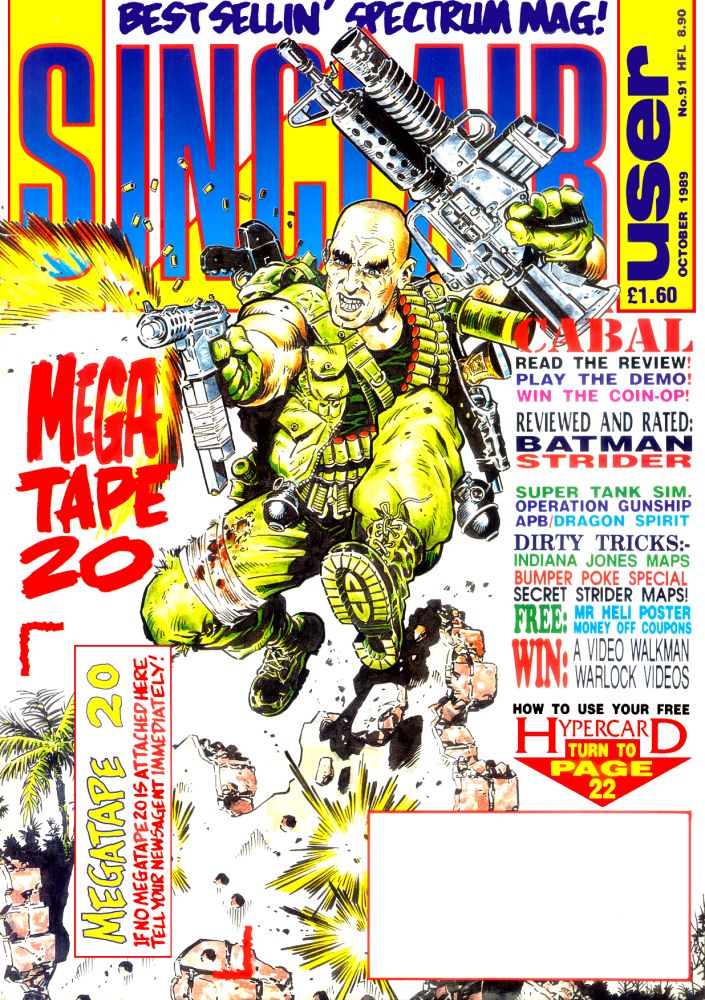 BEST SELLIN' SPECTRUM MAG!
SINCLAIR
user
OCTOBER 1989 No.91 HFL 8.90
£1.60
MEGA
TAPE
20
CABAL
READ THE REVIEW!
PLAY THE DEMO!
WIN THE COIN-OP!
REVIEWED AND RATED:
BATMAN
STRIDER
SUPER TANK SIM.
OPERATION GUNSHIP
APB/DRAGON SPIRIT
DIRTY TRICKS:-
INDIANA JONES MAPS
BUMPER POKE SPECIAL
SECRET STRIDER MAPS!
FREE: MR HELI POSTER
MONEY OFF COUPONS
WIN: A VIDEO WALKMAN
WARLOCK VIDEOS
HOW TO USE YOUR FREE
HYPERCARD
TURN TO
PAGE
22
MEGATAPE 20
IF NO MEGATAPE 20 IS ATTACHED HERE
TELL YOUR NEWSAGENT IMMEDIATELY!